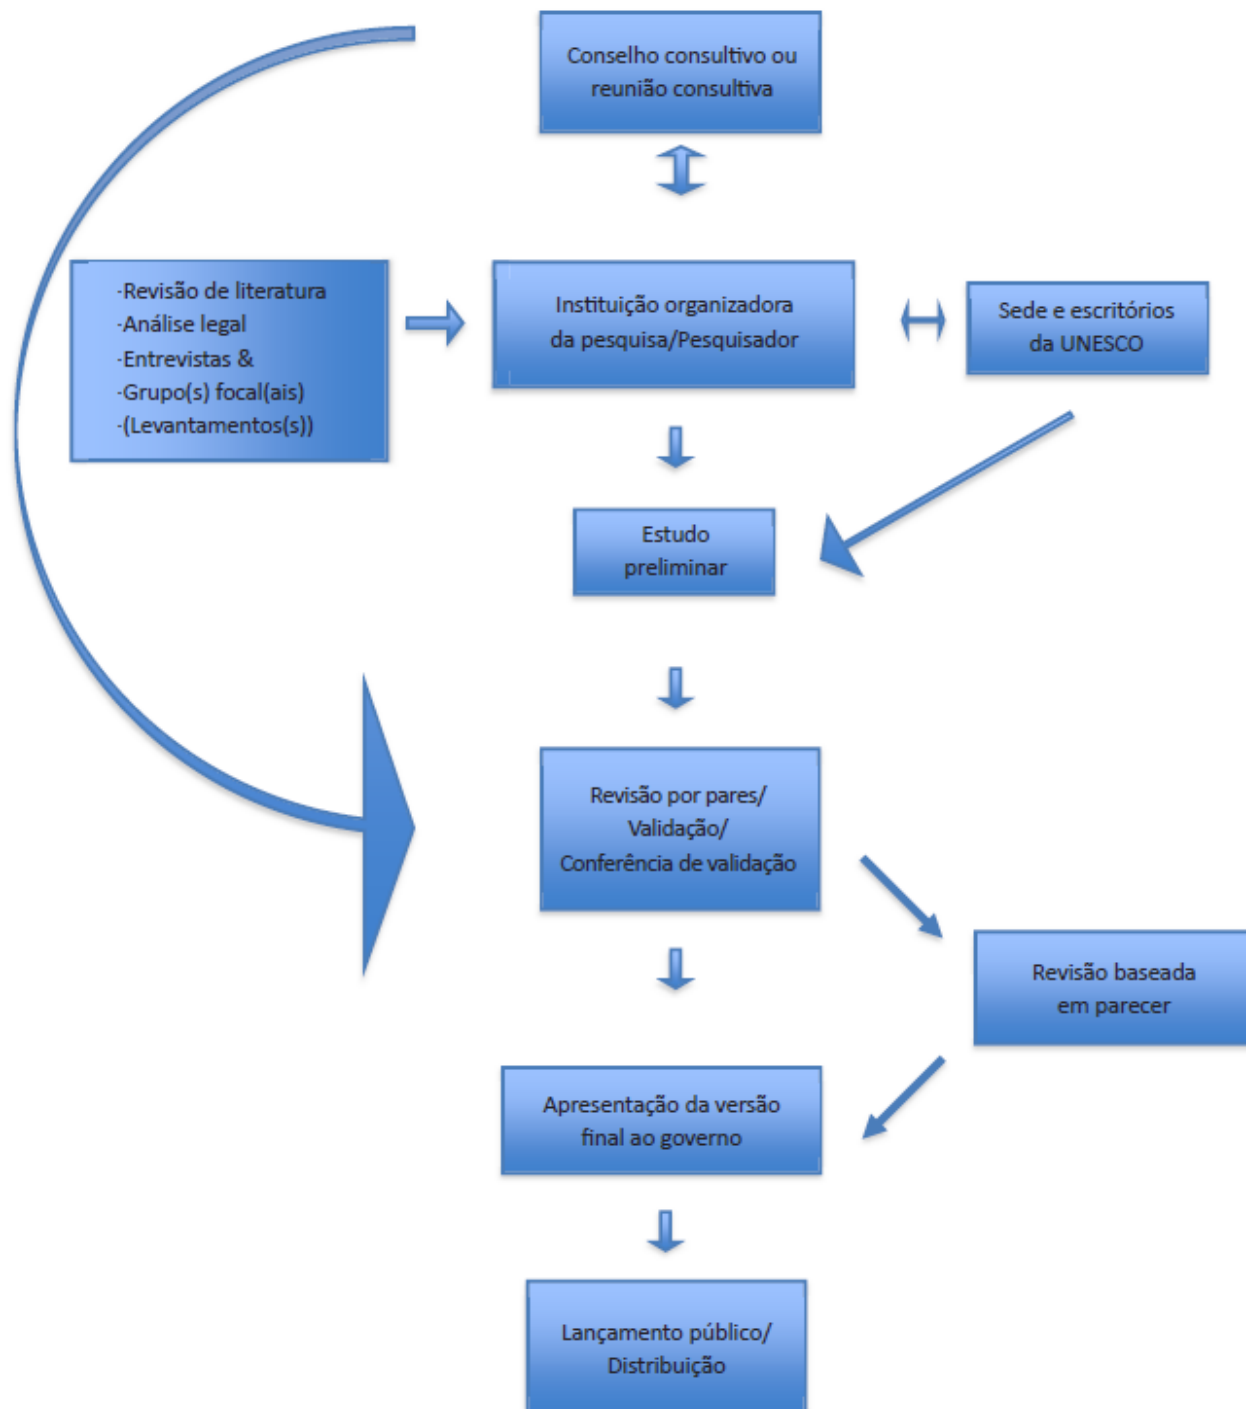 Conselho consultivo ou
reunião consultiva
·Revisão de literatura
·Análise legal
·Entrevistas &
·Grupo(s) focal(ais)
·(Levantamentos(s))
Instituição organizadora
da pesquisa/Pesquisador
Sede e escritórios
da UNESCO
Estudo
preliminar
Revisão por pares/
Validação/
Conferência de validação
Revisão baseada
em parecer
Apresentação da versão
final ao governo
Lançamento público/
Distribuição